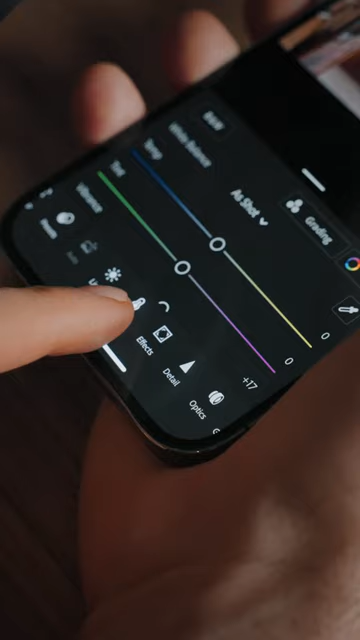 B&W
White Balance
As Shot
Grading
Temp
0
Tint
0
Vibrance
+17
Effects
Detail
Optics